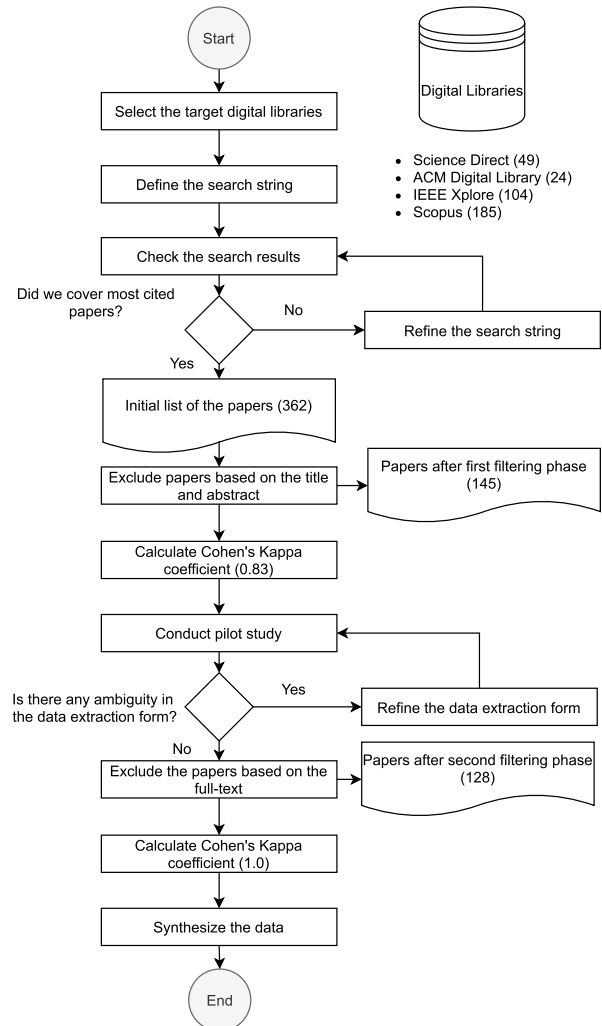 Start
Digital Libraries
Select the target digital libraries
• Science Direct (49)
• ACM Digital Library (24)
• IEEE Xplore (104)
• Scopus (185)
Define the search string
Check the search results
Did we cover most cited
papers?
No
Refine the search string
Yes
Initial list of the papers (362)
Exclude papers based on the title
and abstract
Papers after first filtering phase
(145)
Calculate Cohen's Kappa
coefficient (0.83)
Conduct pilot study
Is there any ambiguity in
the data extraction form?
Yes
Refine the data extraction form
No
Exclude the papers based on the
full-text
Papers after second filtering phase
(128)
Calculate Cohen's Kappa
coefficient (1.0)
Synthesize the data
End